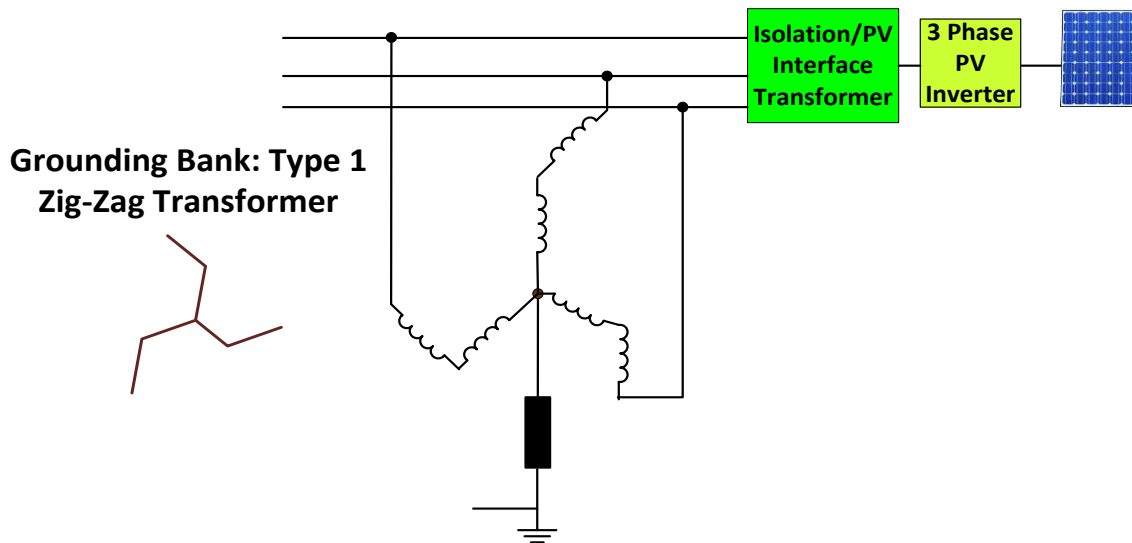 Isolation/PV
Interface
Transformer
3 Phase
PV
Inverter
Grounding Bank: Type 1
Zig-Zag Transformer